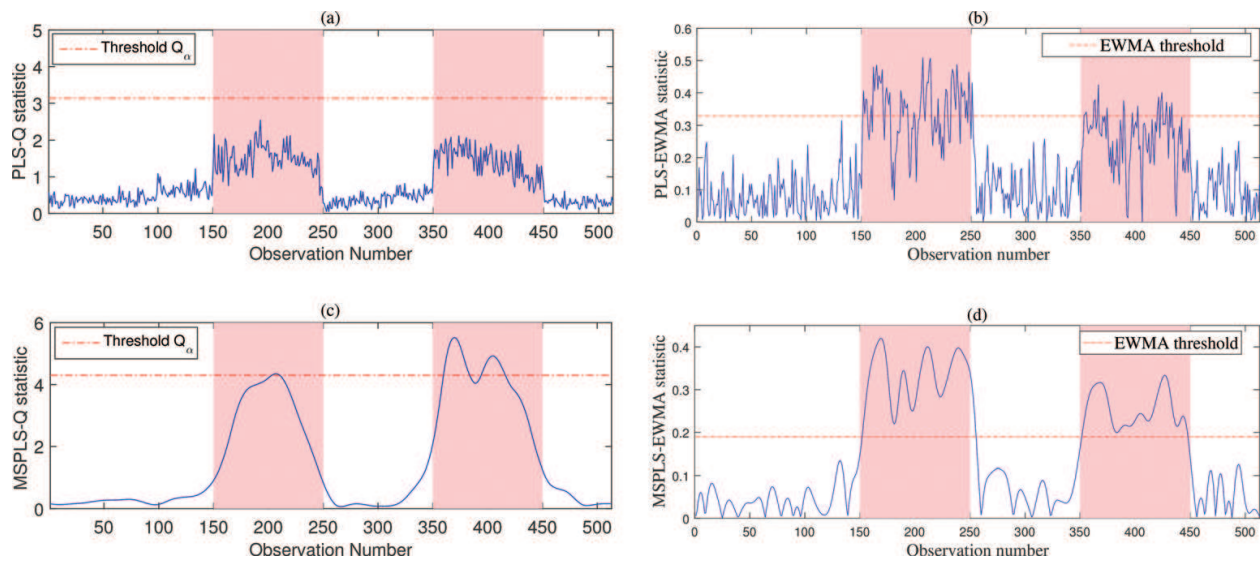 (a)
5
4
3
2
1
0
PLS-Q statistic
Threshold Qα
50 100 150 200 250 300 350 400 450 500
Observation Number
(b)
0.6
0.5
0.4
0.3
0.2
0.1
0
PLS-EWMA statistic
EWMA threshold
0 50 100 150 200 250 300 350 400 450 500
Observation number
(c)
6
4
2
0
MSPLS-Q statistic
Threshold Qα
50 100 150 200 250 300 350 400 450 500
Observation Number
(d)
0.4
0.3
0.2
0.1
0
MSPLS-EWMA statistic
EWMA threshold
0 50 100 150 200 250 300 350 400 450 500
Observation number